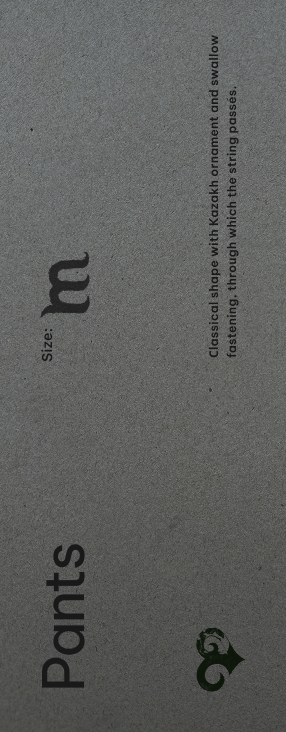 Pants
Size: m
Classical shape with Kazakh ornament and swallow
fastening, through which the string passes.